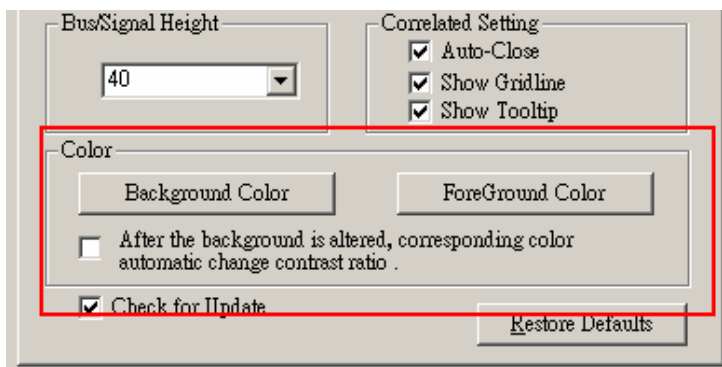 Bus/Signal Height
40
Correlated Setting
Auto-Close
Show Gridline
Show Tooltip
Color
Background Color
ForeGround Color
After the background is altered, corresponding color
automatic change contrast ratio .
Check for Update
Restore Defaults